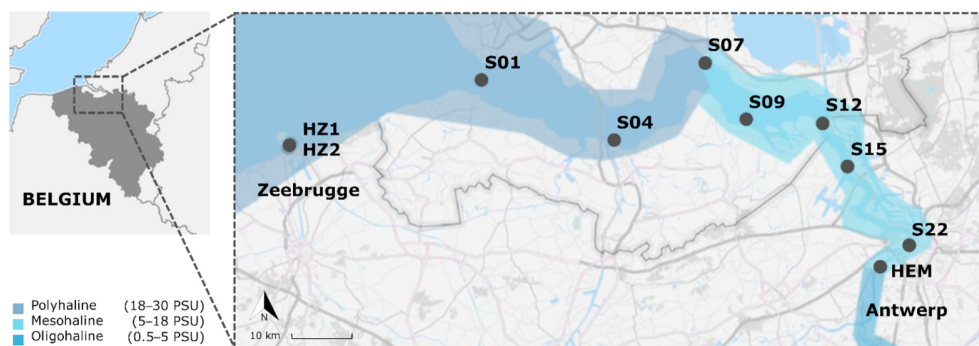 S01
S07
S09
S12
S04
HZ1
HZ2
S15
Zeebrugge
BELGIUM
S22
HEM
Antwerp
Polyhaline (18–30 PSU)
Mesohaline (5–18 PSU)
Oligohaline (0.5–5 PSU)
N
10 km